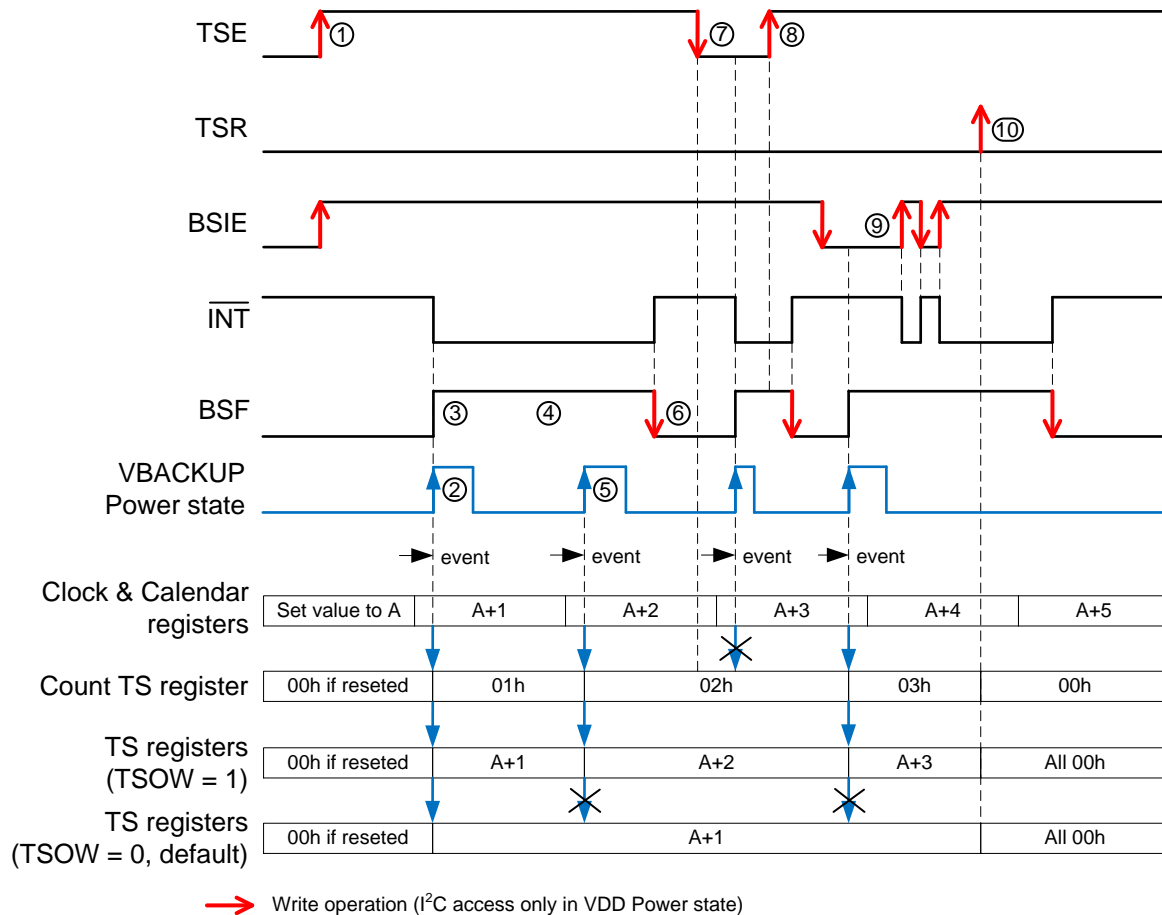 TSE ① ⑦ ⑧
TSR ⑩
BSIE ⑨
INT
BSF ③ ④ ⑥
VBACKUP
Power state ② ⑤
event event event event
Clock & Calendar
registers
Set value to A A+1 A+2 A+3 A+4 A+5
Count TS register 00h if reseted 01h 02h 03h 00h
TS registers
(TSOW = 1)
00h if reseted A+1 A+2 A+3 All 00h
TS registers
(TSOW = 0, default)
00h if reseted A+1 All 00h
Write operation (I²C access only in VDD Power state)